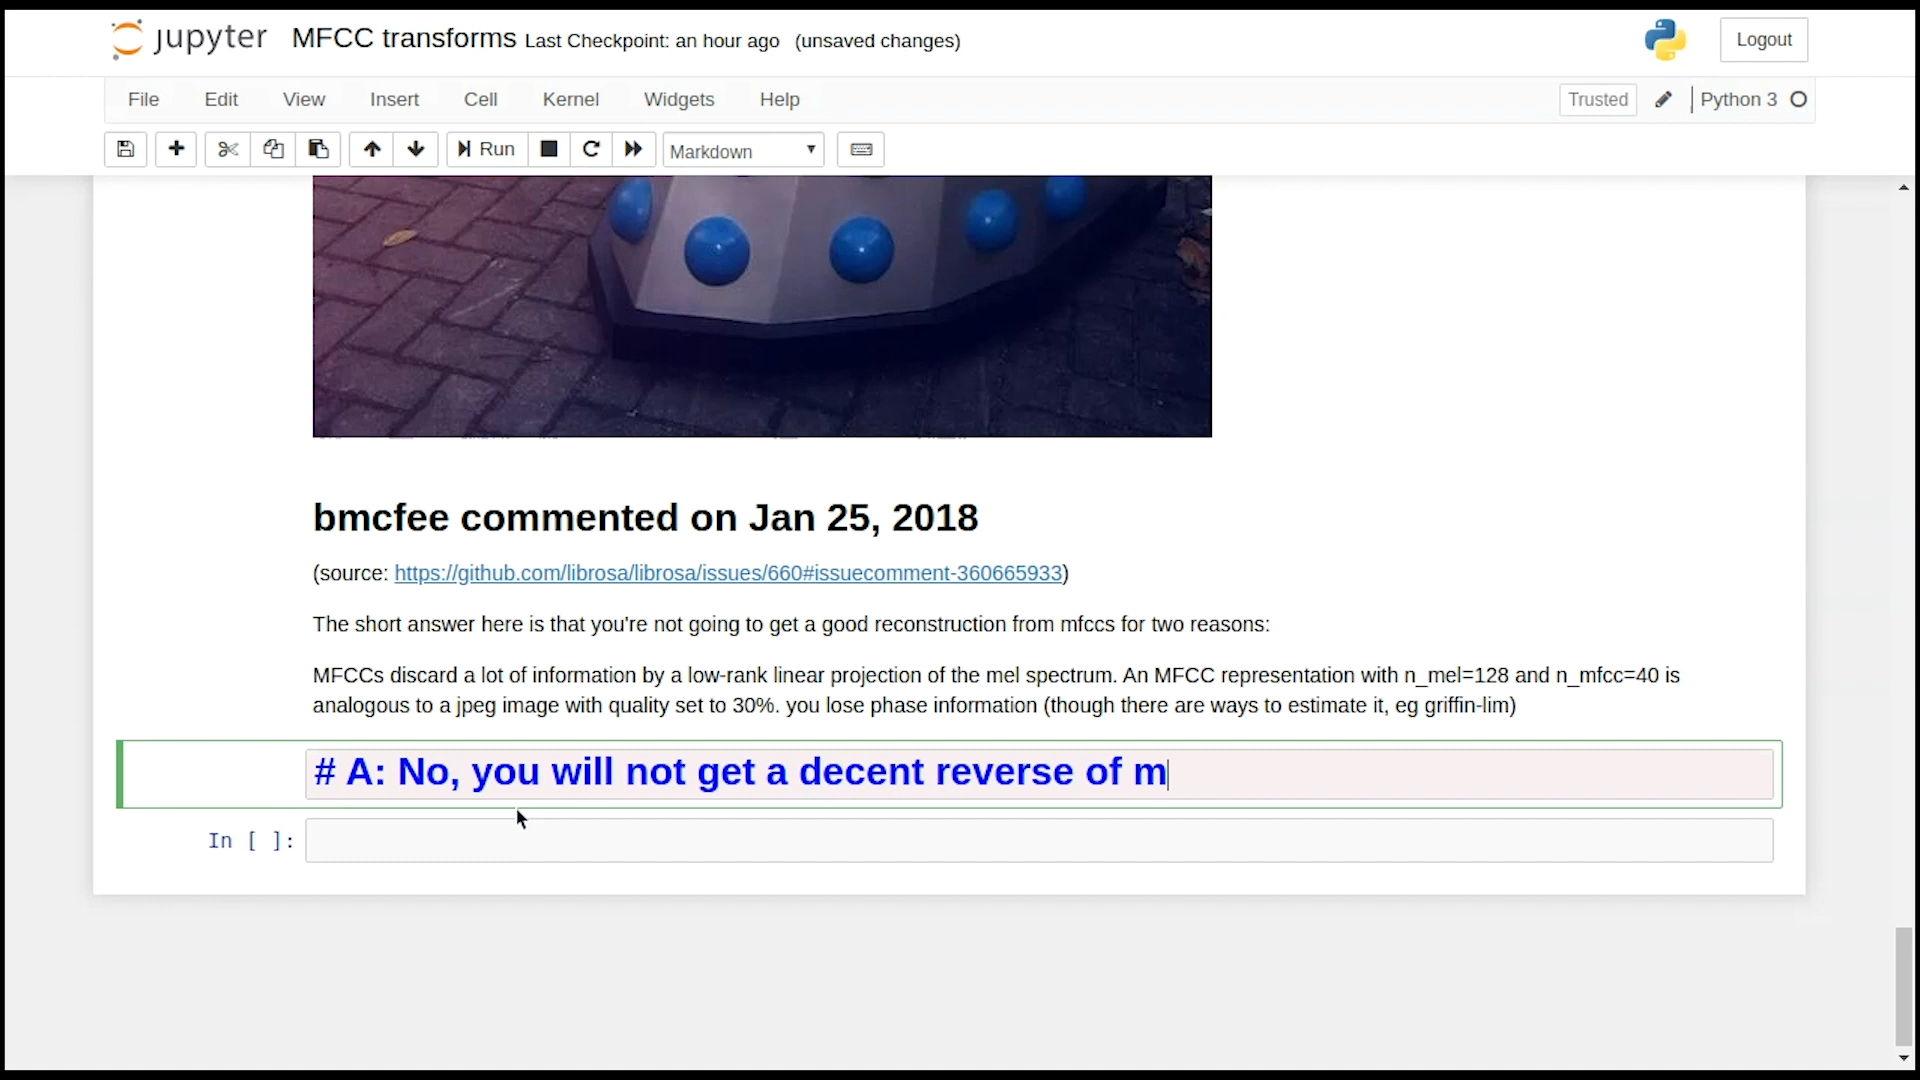 jupyter MFCC transforms Last Checkpoint: an hour ago (unsaved changes) Logout
File Edit View Insert Cell Kernel Widgets Help Trusted Python 3
Run Markdown
bmcfee commented on Jan 25, 2018
(source: https://github.com/librosa/librosa/issues/660#issuecomment-360665933)
The short answer here is that you're not going to get a good reconstruction from mfccs for two reasons:
MFCCs discard a lot of information by a low-rank linear projection of the mel spectrum. An MFCC representation with n_mel=128 and n_mfcc=40 is
analogous to a jpeg image with quality set to 30%. you lose phase information (though there are ways to estimate it, eg griffin-lim)
# A: No, you will not get a decent reverse of m
In [ ]: